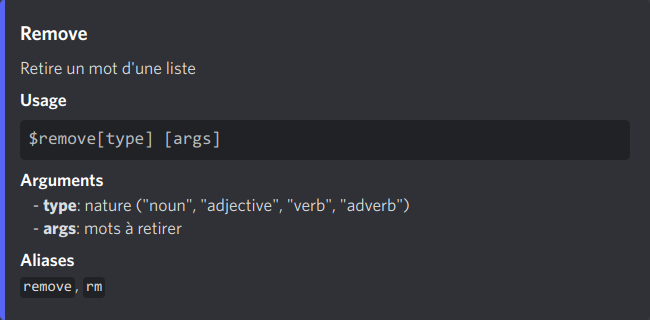 Remove
Retire un mot d'une liste
Usage
$remove[type] [args]
Arguments
- type: nature ("noun", "adjective", "verb", "adverb")
- args: mots à retirer
Aliases
remove, rm